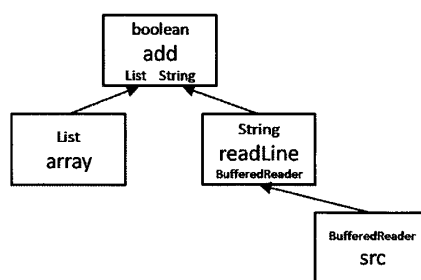 boolean
add
List String
List
array
String
readLine
BufferedReader
BufferedReader
src